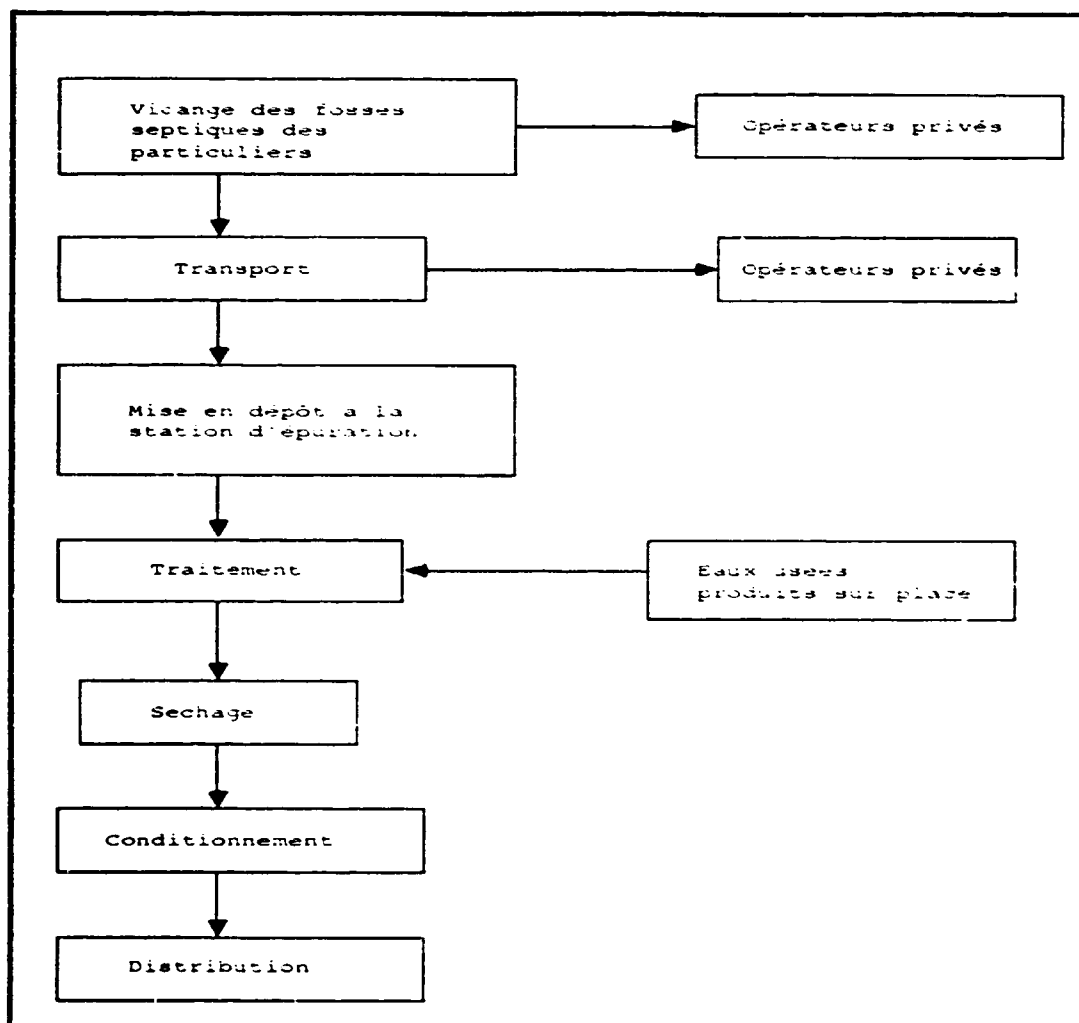 Vidange des fosses
septiques des
particuliers
Opérateurs privés
Transport
Opérateurs privés
Mise en dépôt a la
station d'épuration
Traitement
Eaux usées
produits sur place
Sechage
Conditionnement
Distribution